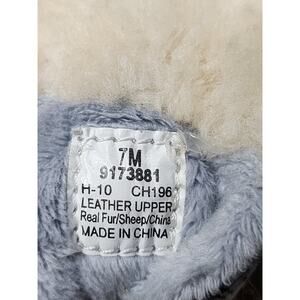 7M
9173881
H-10 CH196
LEATHER UPPER
Real Fur/Sheep/China
MADE IN CHINA